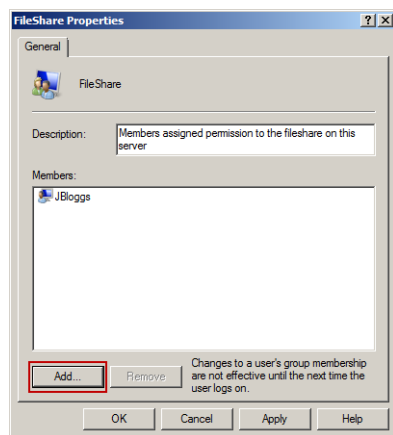 FileShare Properties
General
FileShare
Description:
Members assigned permission to the fileshare on this
server
Members:
JBloggs
Add...
Remove
Changes to a user's group membership
are not effective until the next time the
user logs on.
OK
Cancel
Apply
Help